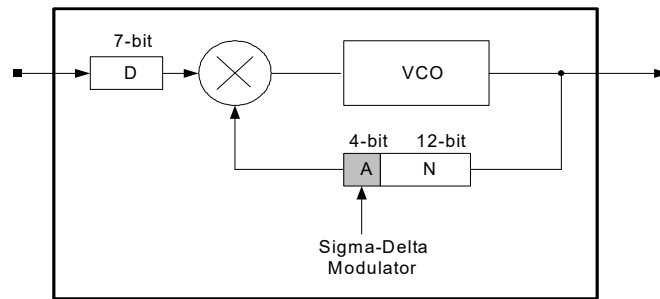 7-bit
D
VCO
4-bit 12-bit
A N
Sigma-Delta
Modulator